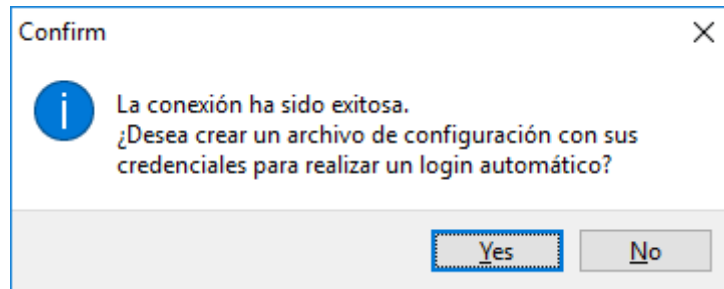 Confirm
La conexión ha sido exitosa.
¿Desea crear un archivo de configuración con sus
credenciales para realizar un login automático?
Yes
No